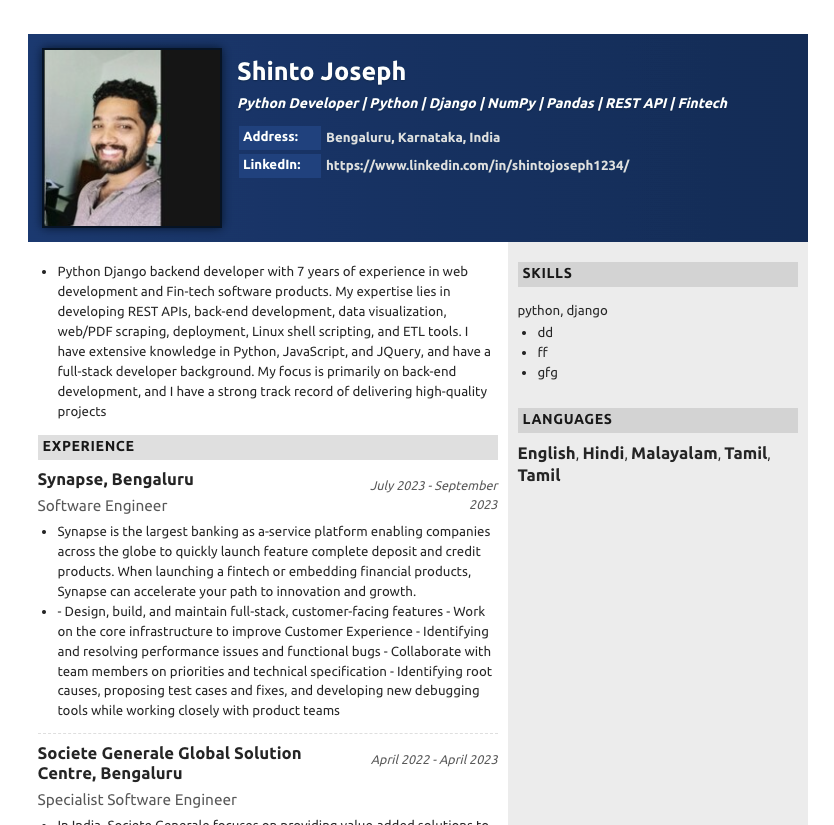 Shinto Joseph
Python Developer | Python | Django | NumPy | Pandas | REST API | Fintech
Address: Bengaluru, Karnataka, India
LinkedIn: https://www.linkedin.com/in/shintojoseph1234/
• Python Django backend developer with 7 years of experience in web
development and Fin-tech software products. My expertise lies in
developing REST APIs, back-end development, data visualization,
web/PDF scraping, deployment, Linux shell scripting, and ETL tools. I
have extensive knowledge in Python, JavaScript, and JQuery, and have a
full-stack developer background. My focus is primarily on back-end
development, and I have a strong track record of delivering high-quality
projects
EXPERIENCE
Synapse, Bengaluru
July 2023 - September
2023
Software Engineer
• Synapse is the largest banking as a-service platform enabling companies
across the globe to quickly launch feature complete deposit and credit
products. When launching a fintech or embedding financial products,
Synapse can accelerate your path to innovation and growth.
• - Design, build, and maintain full-stack, customer-facing features - Work
on the core infrastructure to improve Customer Experience - Identifying
and resolving performance issues and functional bugs - Collaborate with
team members on priorities and technical specification - Identifying root
causes, proposing test cases and fixes, and developing new debugging
tools while working closely with product teams
Societe Generale Global Solution
Centre, Bengaluru
April 2022 - April 2023
Specialist Software Engineer
• In India, Societe Generale focuses on providing value added solutions to
SKILLS
python, django
• dd
• ff
• gfg
LANGUAGES
English, Hindi, Malayalam, Tamil,
Tamil